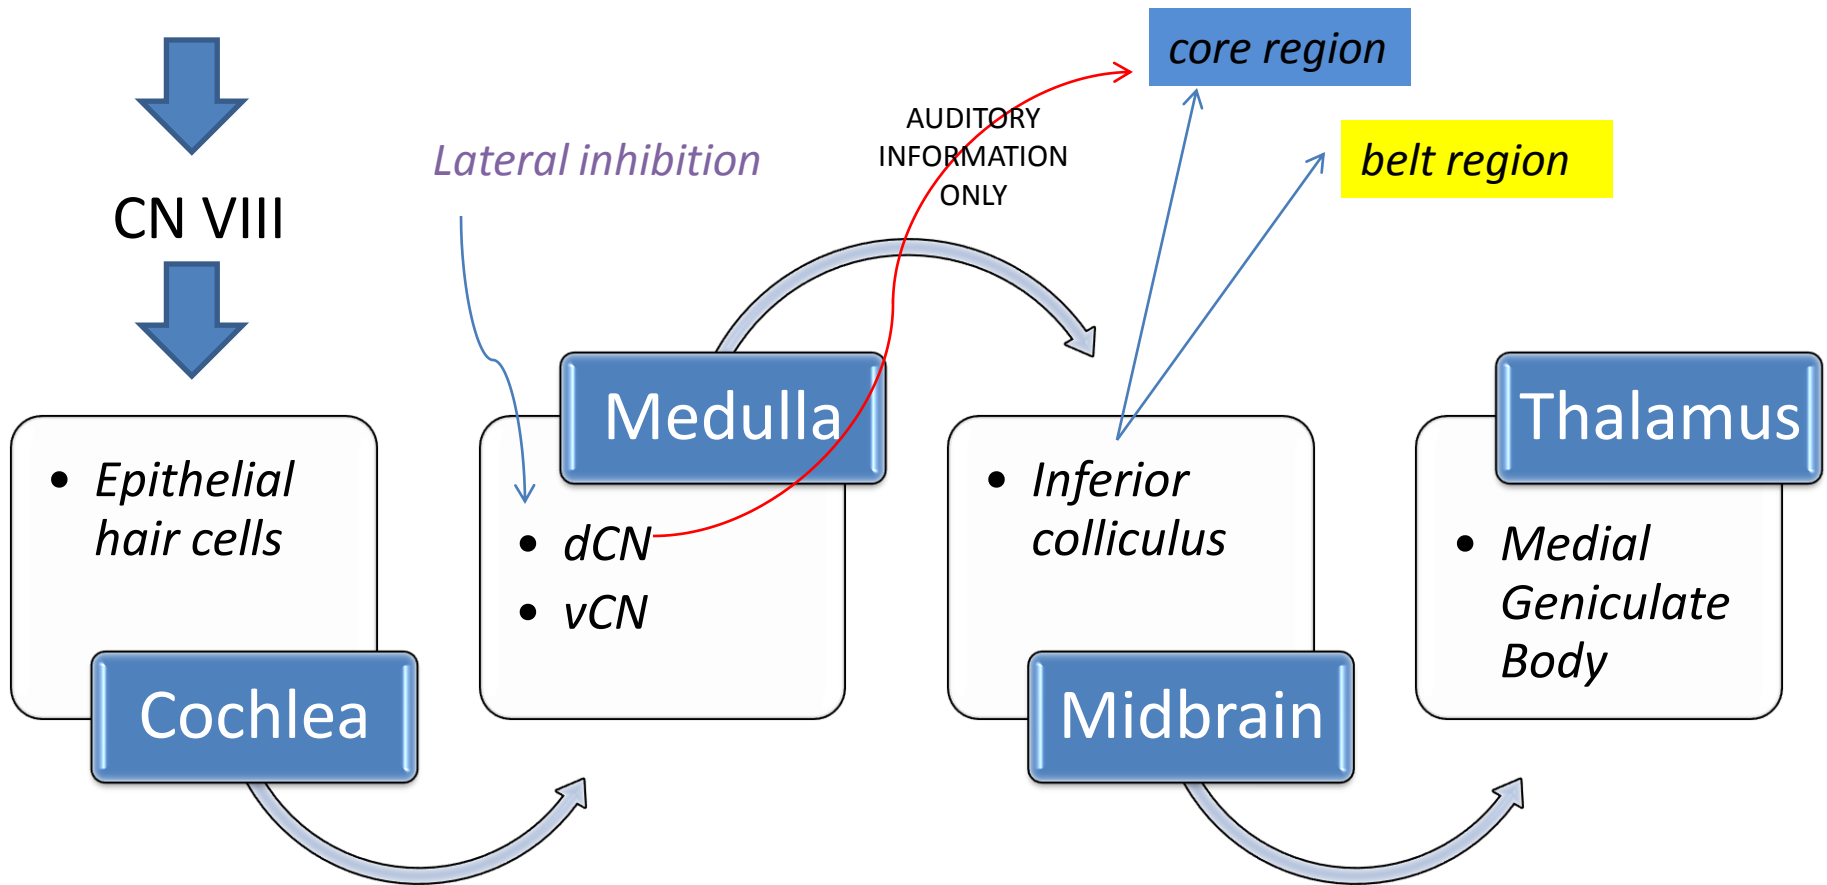 core region
AUDITORY
INFORMATION
ONLY
Lateral inhibition
belt region
CN VIII
• Epithelial
hair cells
Cochlea
Medulla
• dCN
• vCN
• Inferior
colliculus
Midbrain
Thalamus
• Medial
Geniculate
Body